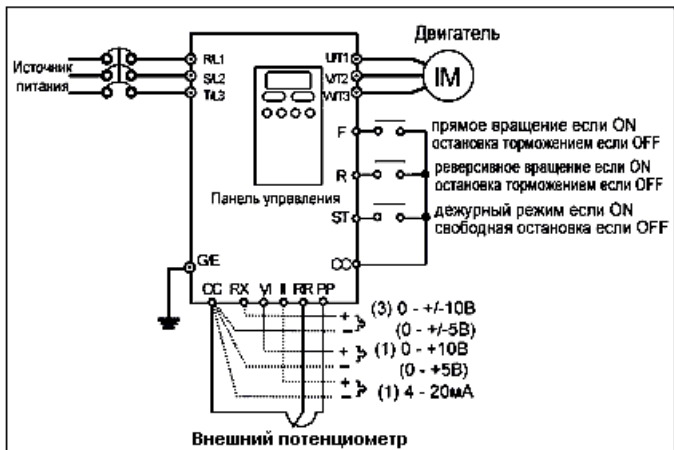 Двигатель
Источник
питания
R/L1
S/L2
T/L3
U/T1
V/T2
W/T3
IM
F
прямое вращение если ON
остановка торможением если OFF
R
реверсивное вращение если ON
остановка торможением если OFF
Панель управления
ST
дежурный режим если ON
свободная остановка если OFF
G/E
CC
CC RX VI II RR PP
+ (3) 0 - +/-10В
- (0 - +/-5В)
+ (1) 0 - +10В
- (0 - +5В)
+
- (1) 4 - 20мА
Внешний потенциометр